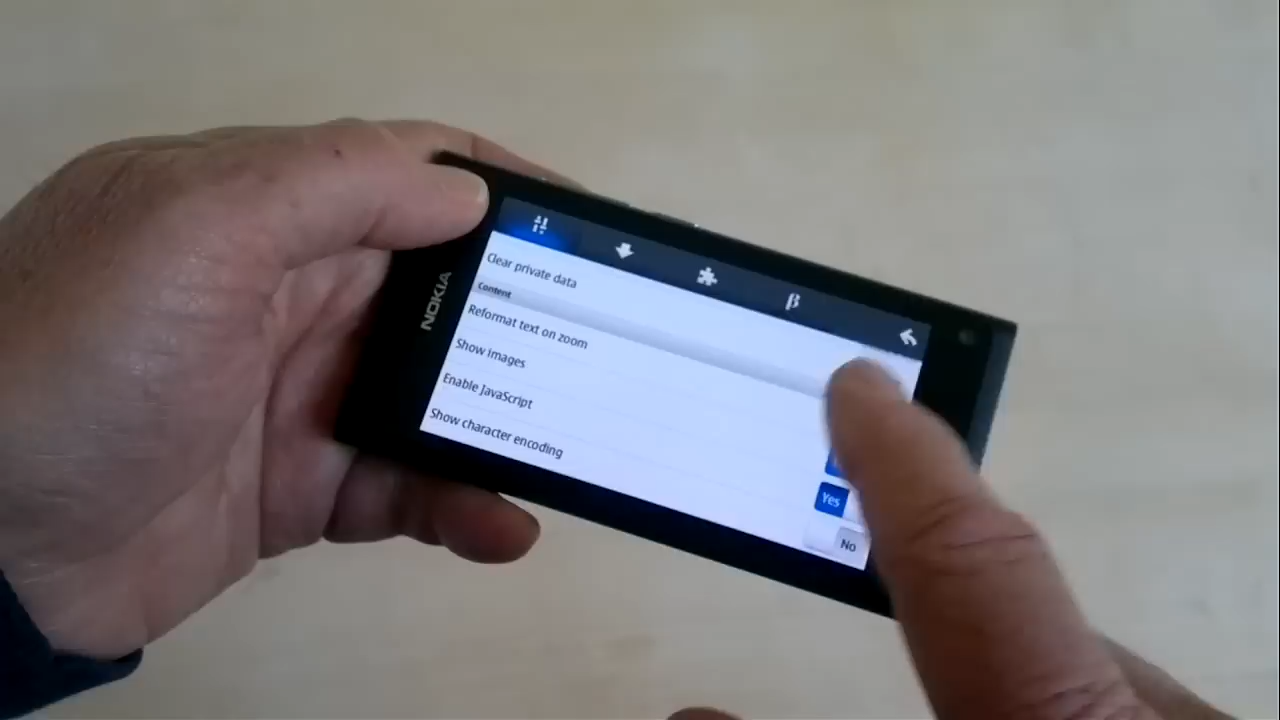 NOKIA
β
Clear private data
Content
Reformat text on zoom
Show images
Enable JavaScript
Yes
Show character encoding
No